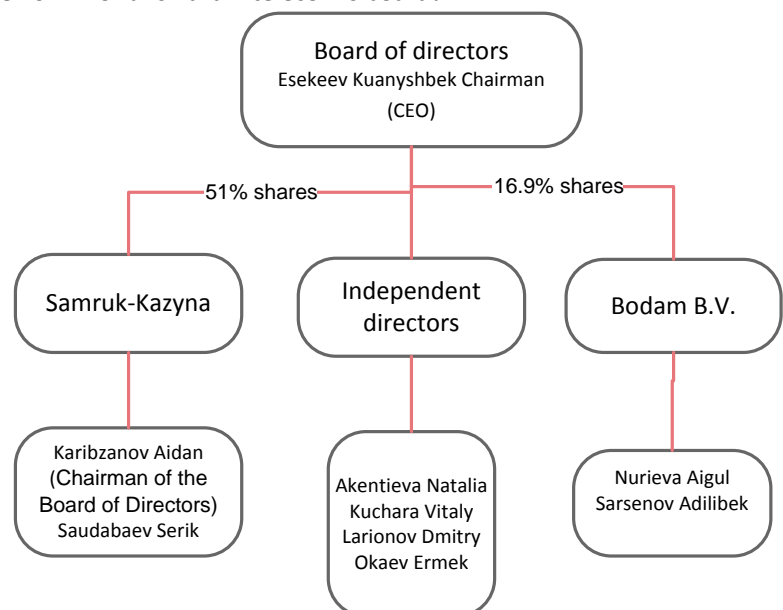 Board of directors
Esekeev Kuanyshbek Chairman
(CEO)
51% shares
16.9% shares
Samruk-Kazyna
Independent
directors
Bodam B.V.
Karibzanov Aidan
(Chairman of the
Board of Directors)
Saudabaev Serik
Akentieva Natalia
Kuchara Vitaly
Larionov Dmitry
Okaev Ermek
Nurieva Aigul
Sarsenov Adilibek